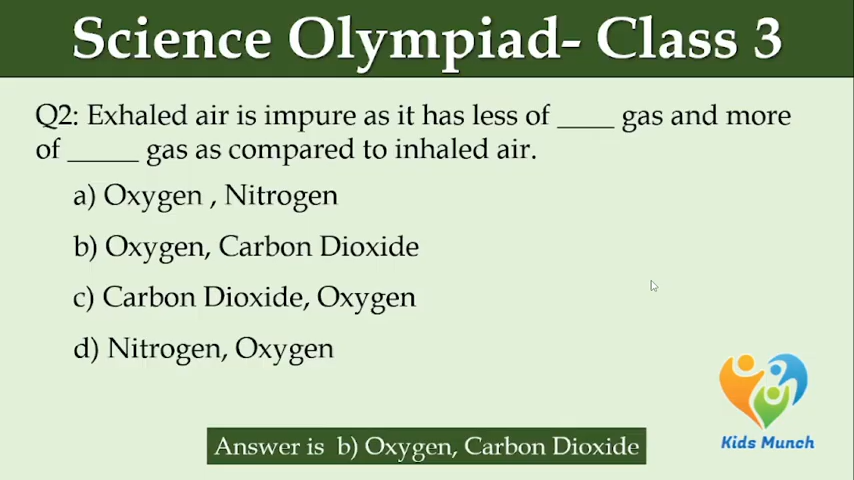 Science Olympiad- Class 3
Q2: Exhaled air is impure as it has less of ____ gas and more
of _____ gas as compared to inhaled air.
a) Oxygen , Nitrogen
b) Oxygen, Carbon Dioxide
c) Carbon Dioxide, Oxygen
d) Nitrogen, Oxygen
Kids Munch
Answer is b) Oxygen, Carbon Dioxide